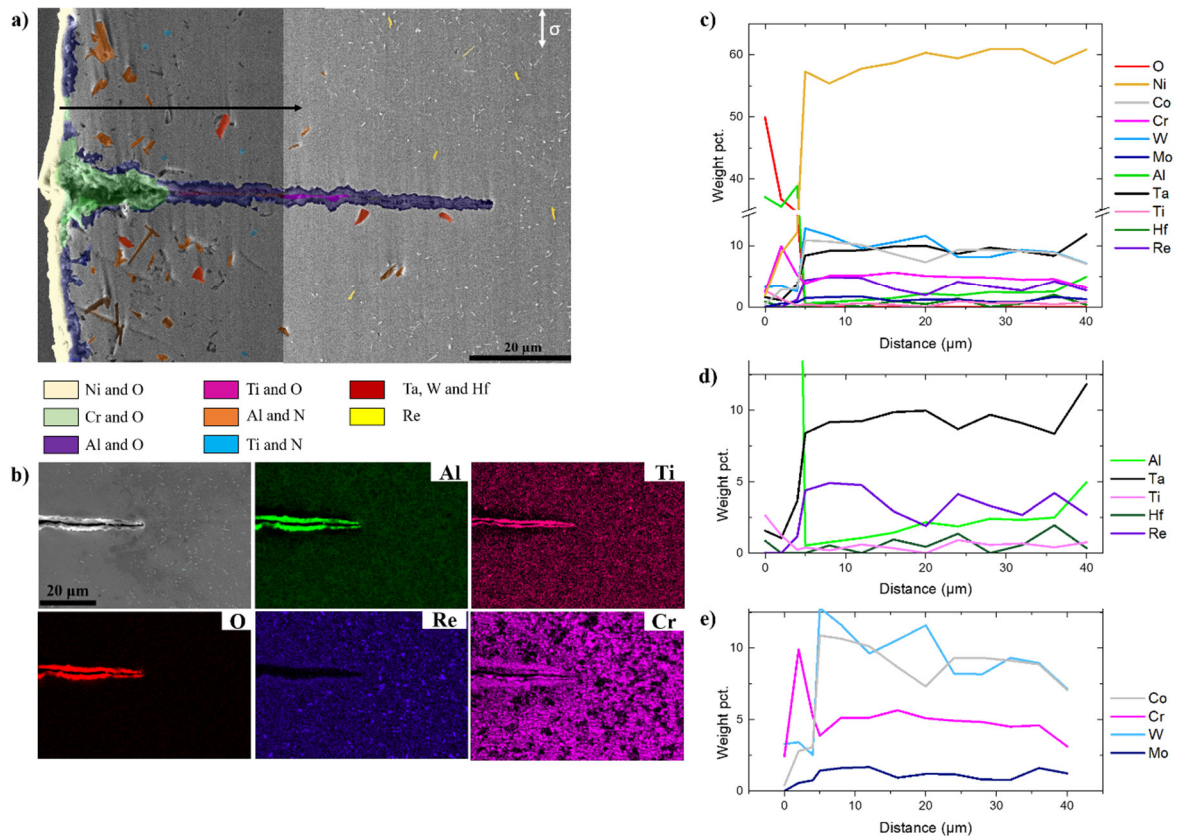 a)
σ
20 µm
Ni and O
Ti and O
Ta, W and Hf
Cr and O
Al and N
Re
Al and O
Ti and N
b)
Al
Ti
20 µm
O
Re
Cr
c)
Weight pct.
60
50
40
10
0
0
10
20
30
40
Distance (µm)
O
Ni
Co
Cr
W
Mo
Al
Ta
Ti
Hf
Re
d)
Weight pct.
10
5
0
0
10
20
30
40
Distance (µm)
Al
Ta
Ti
Hf
Re
e)
Weight pct.
10
5
0
0
10
20
30
40
Distance (µm)
Co
Cr
W
Mo